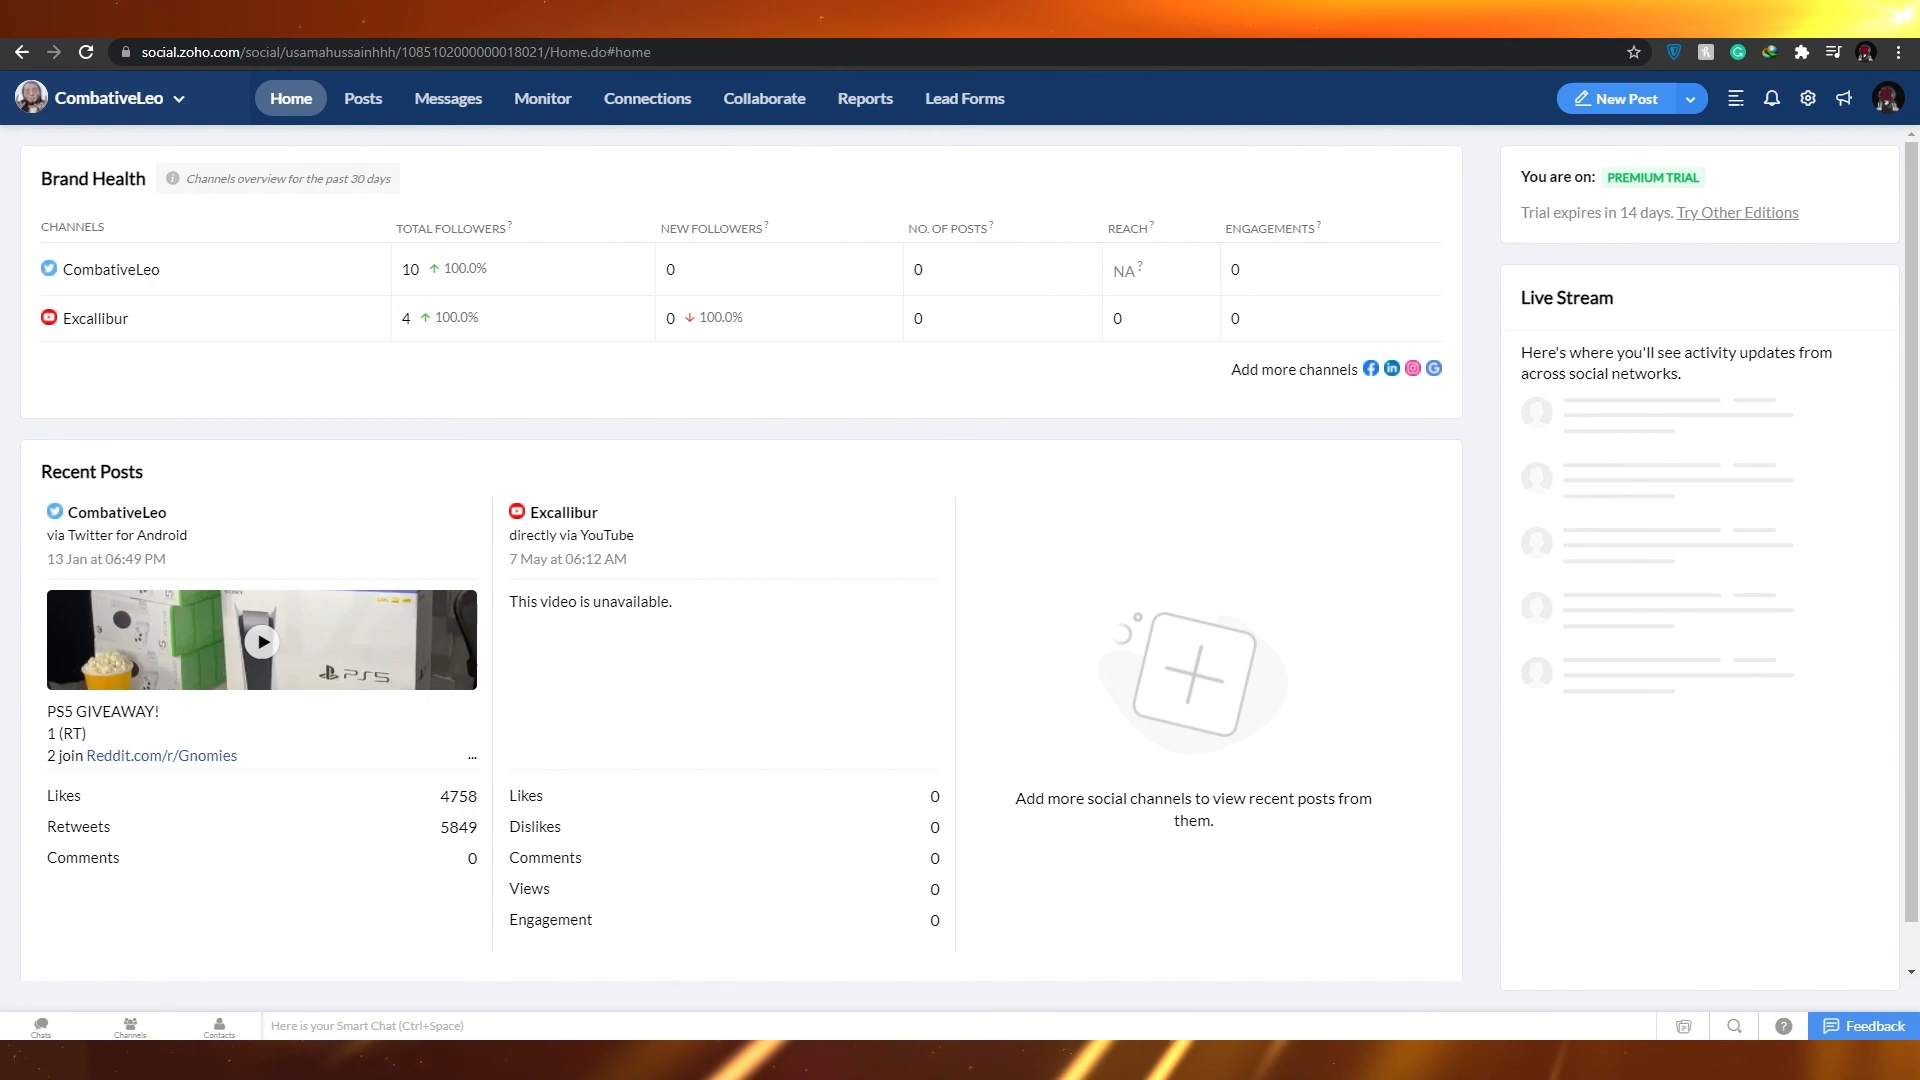 social.zoho.com/social/usamahussainhhh/1085102000000018021/Home.do#home
CombativeLeo
Home
Posts
Messages
Monitor
Connections
Collaborate
Reports
Lead Forms
New Post
Brand Health
Channels overview for the past 30 days
CHANNELS TOTAL FOLLOWERS? NEW FOLLOWERS? NO. OF POSTS? REACH? ENGAGEMENTS?
CombativeLeo 10 100.0% 0 0 NA? 0
Excallibur 4 100.0% 0 100.0% 0 0 0
Add more channels
You are on: PREMIUM TRIAL
Trial expires in 14 days. Try Other Editions
Live Stream
Here's where you'll see activity updates from
across social networks.
Recent Posts
CombativeLeo
via Twitter for Android
13 Jan at 06:49 PM
SONY
PS5
PS5 GIVEAWAY!
1 (RT)
2 join Reddit.com/r/Gnomies
...
Likes 4758
Retweets 5849
Comments 0
Excallibur
directly via YouTube
7 May at 06:12 AM
This video is unavailable.
Likes 0
Dislikes 0
Comments 0
Views 0
Engagement 0
Add more social channels to view recent posts from
them.
Chats
Channels
Contacts
Here is your Smart Chat (Ctrl+Space)
Feedback